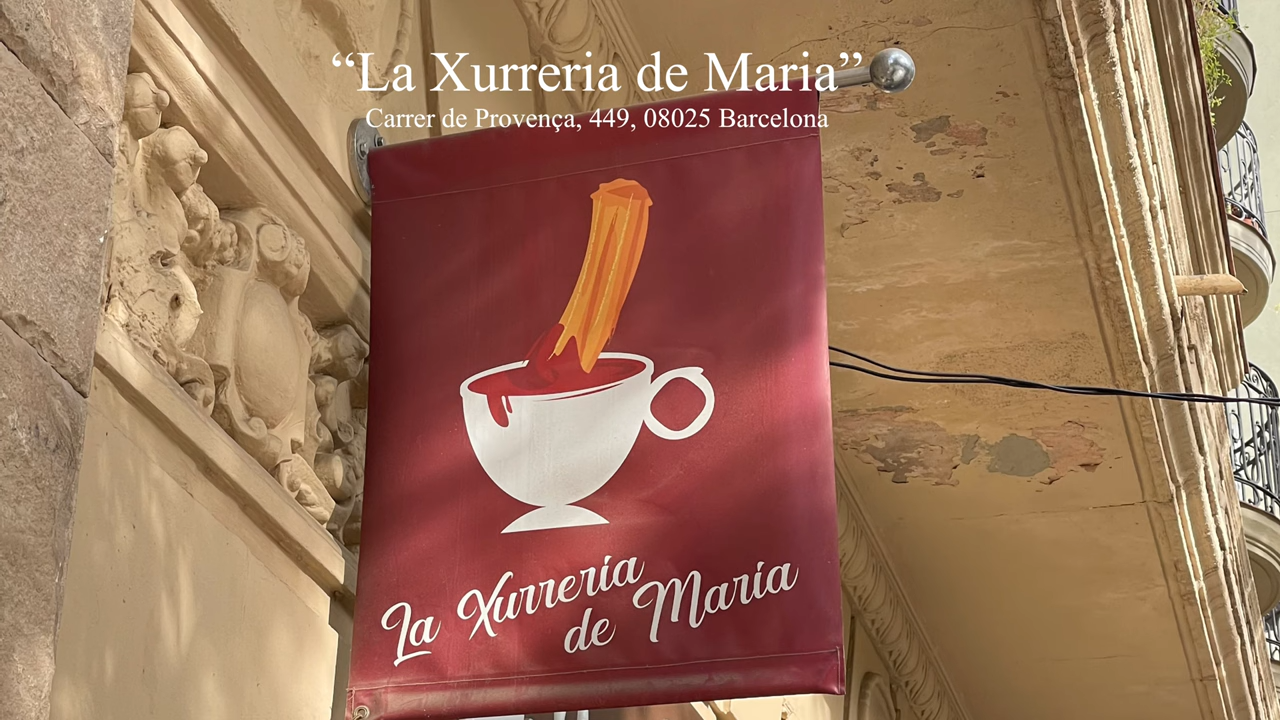 “La Xurreria de Maria”
Carrer de Provença, 449, 08025 Barcelona
La Xurreria
de Maria